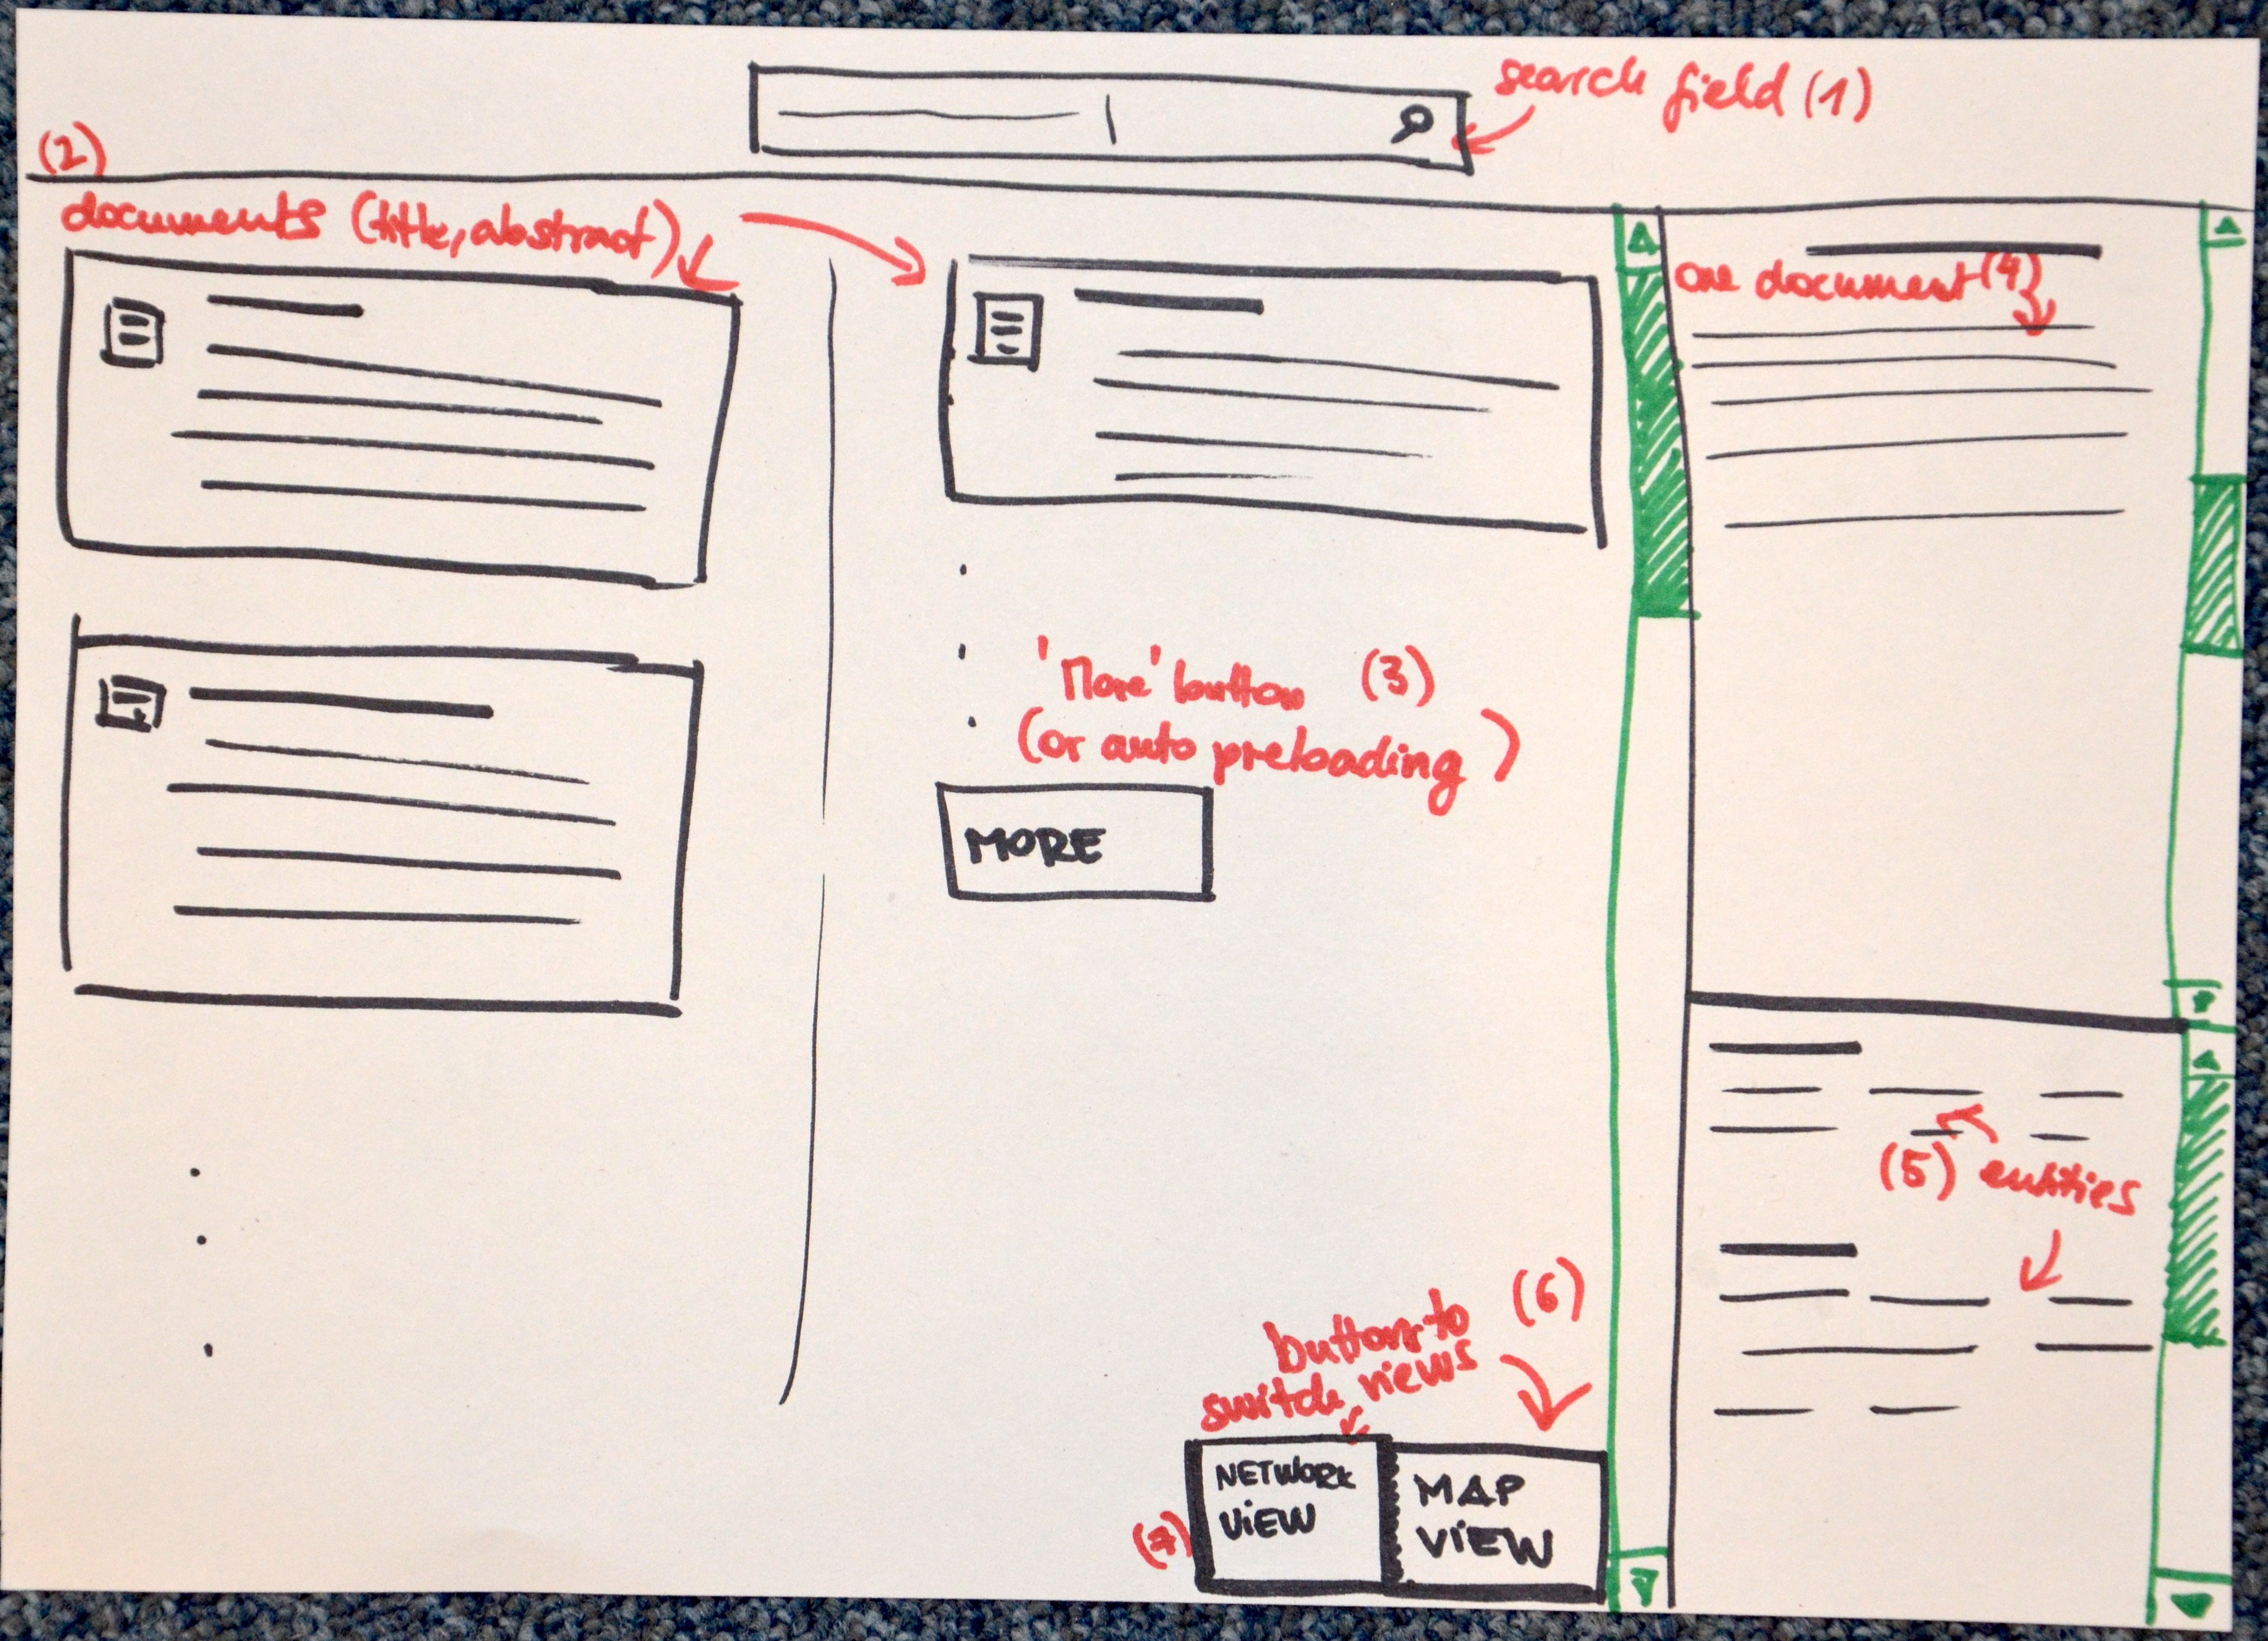 search field (1)
(2)
documents (title, abstract)
one document (4)
'More' button (3)
(or auto preloading)
MORE
(5) entities
(6)
buttons to
switch views
NETWORK
VIEW
MAP
VIEW
(7)